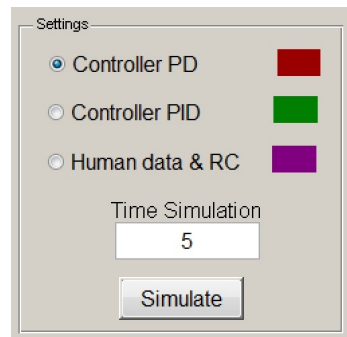 Settings
Controller PD
Controller PID
Human data & RC
Time Simulation
5
Simulate